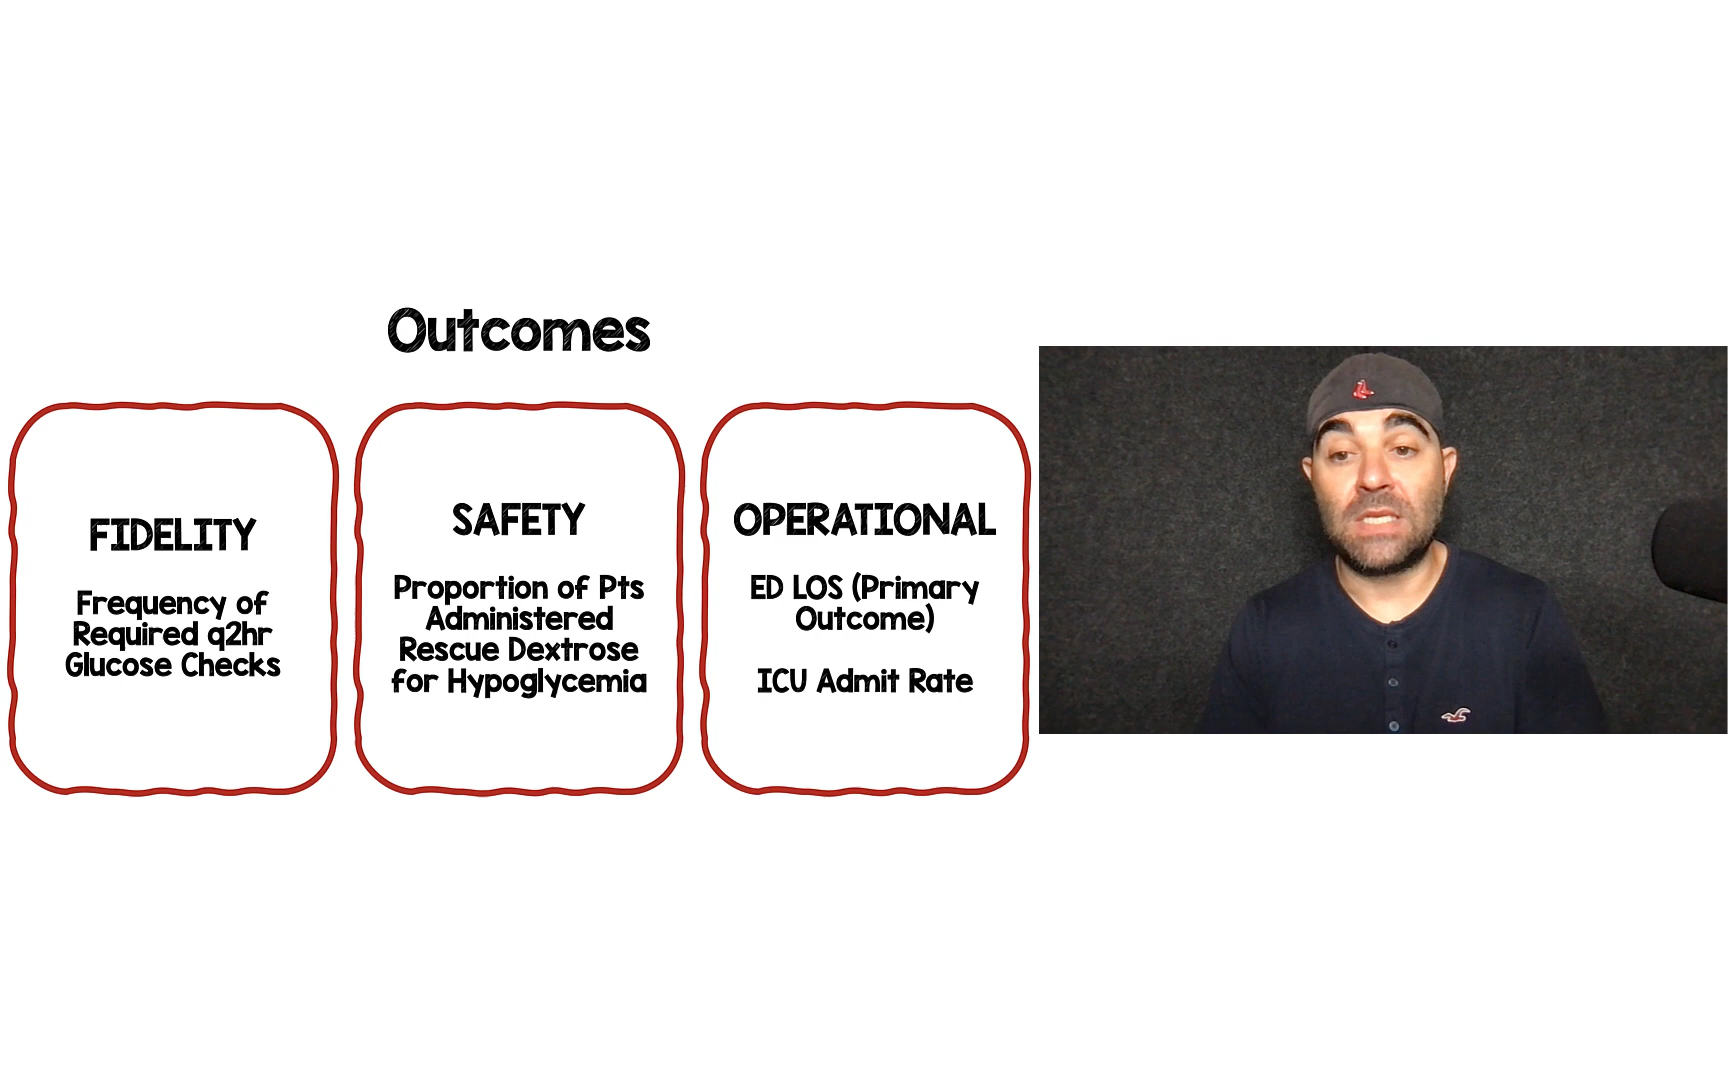 Outcomes
FIDELITY
Frequency of
Required q2hr
Glucose Checks
SAFETY
Proportion of Pts
Administered
Rescue Dextrose
for Hypoglycemia
OPERATIONAL
ED LOS (Primary
Outcome)
ICU Admit Rate